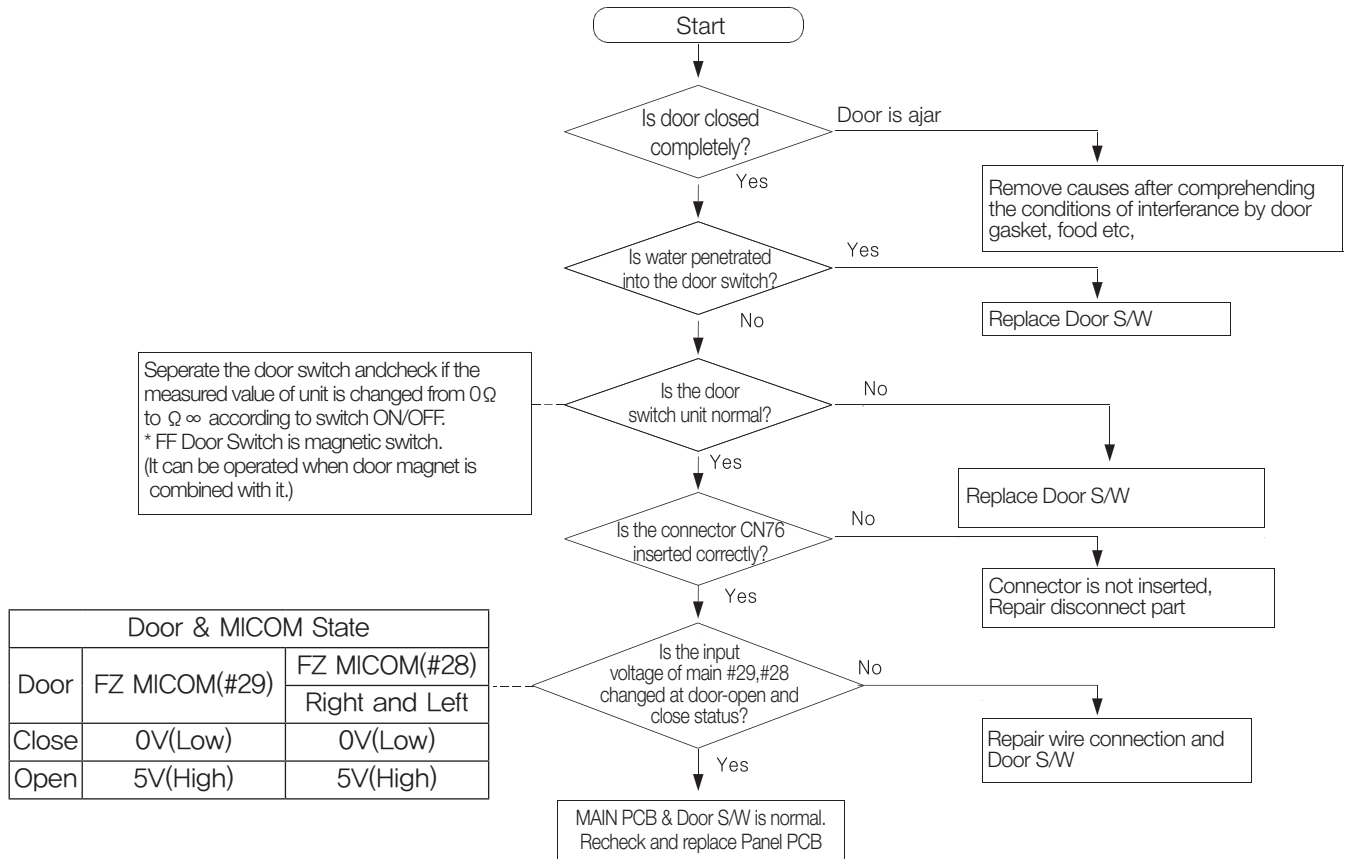 Start
Is door closed
completely?
Door is ajar
Yes
Remove causes after comprehending
the conditions of interferance by door
gasket, food etc,
Is water penetrated
into the door switch?
Yes
No
Replace Door S/W
Seperate the door switch andcheck if the
measured value of unit is changed from 0Ω
to Ω ∞ according to switch ON/OFF.
* FF Door Switch is magnetic switch.
(It can be operated when door magnet is
combined with it.)
Is the door
switch unit normal?
No
Yes
Replace Door S/W
Is the connector CN76
inserted correctly?
No
Yes
Connector is not inserted,
Repair disconnect part
Door & MICOM State
Door FZ MICOM(#29) FZ MICOM(#28)
Right and Left
Close 0V(Low) 0V(Low)
Open 5V(High) 5V(High)
Is the input
voltage of main #29,#28
changed at door-open and
close status?
No
Yes
Repair wire connection and
Door S/W
MAIN PCB & Door S/W is normal.
Recheck and replace Panel PCB